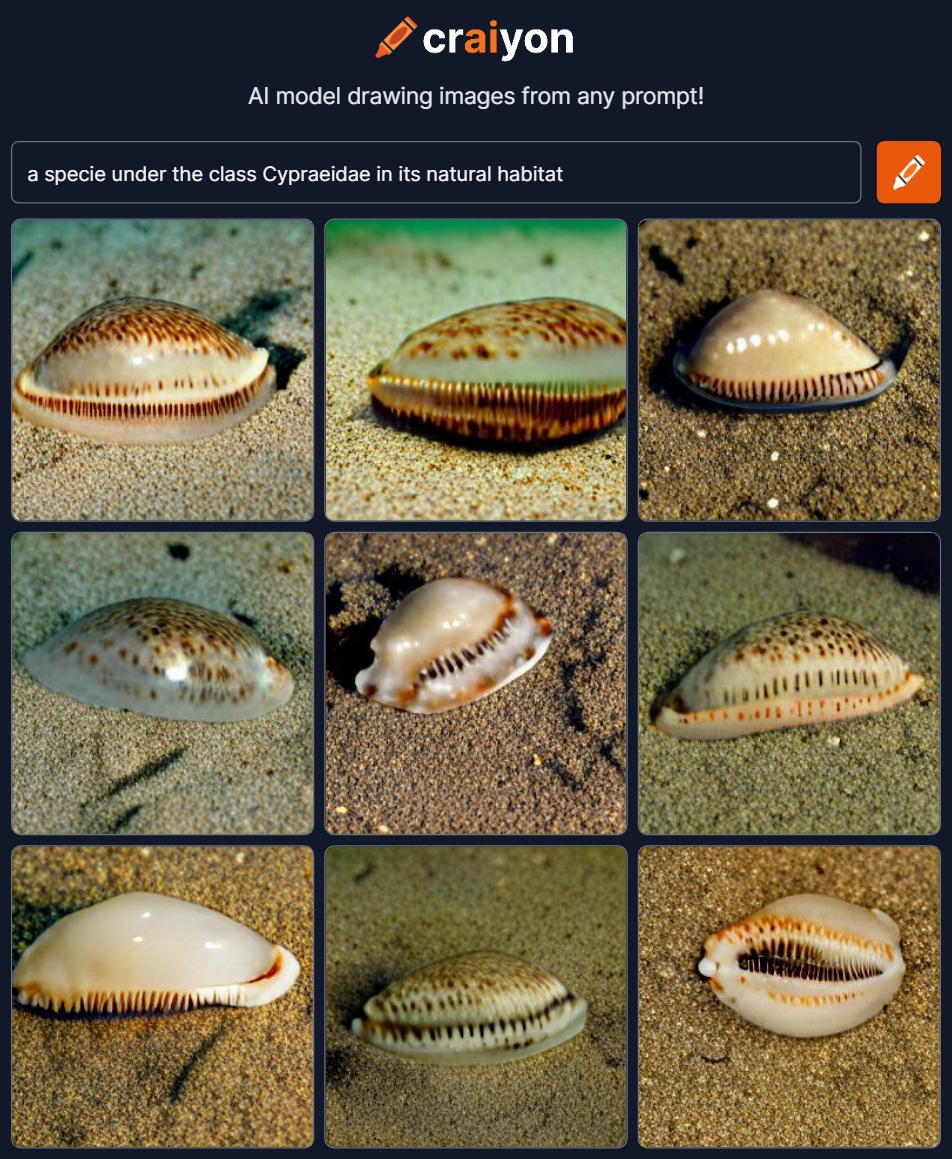 craiyon
AI model drawing images from any prompt!
a specie under the class Cypraeidae in its natural habitat